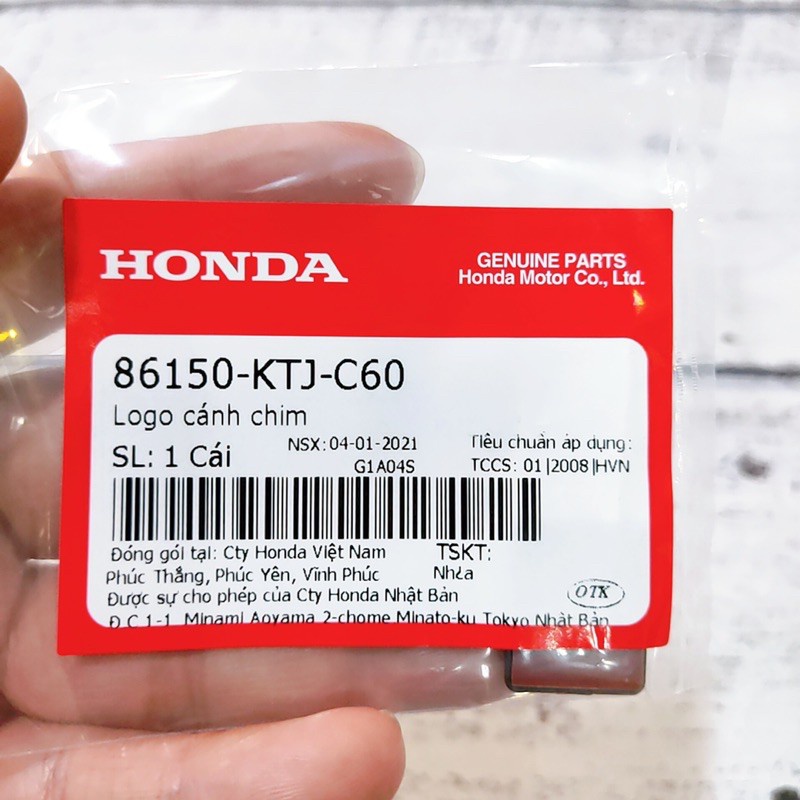 HONDA
GENUINE PARTS
Honda Motor Co., Ltd.
86150-KTJ-C60
Logo cánh chim
SL: 1 Cái
NSX: 04-01-2021
G1A04S
Tiêu chuẩn áp dụng:
TCCS: 01|2008|HVN
Đóng gói tại: Cty Honda Việt Nam
Phúc Thắng, Phúc Yên, Vĩnh Phúc
TSKT:
Nhựa
Được sự cho phép của Cty Honda Nhật Bản
OTK
Đ.C 1-1, Minami Aoyama 2-chome Minato-ku Tokyo Nhật Bản